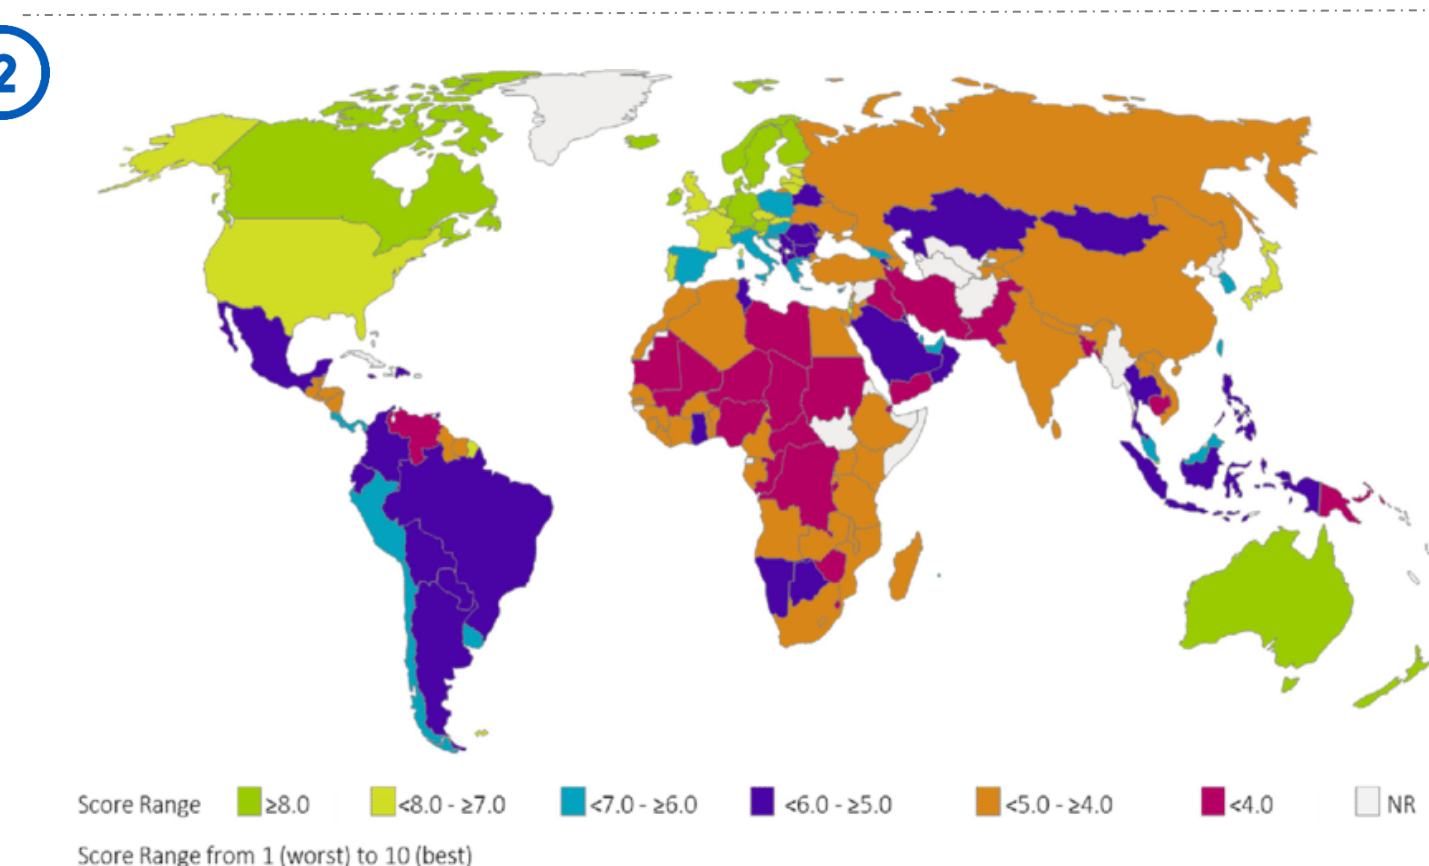 2
Score Range ≥8.0 <8.0 - ≥7.0 <7.0 - ≥6.0 <6.0 - ≥5.0 <5.0 - ≥4.0 <4.0 NR
Score Range from 1 (worst) to 10 (best)